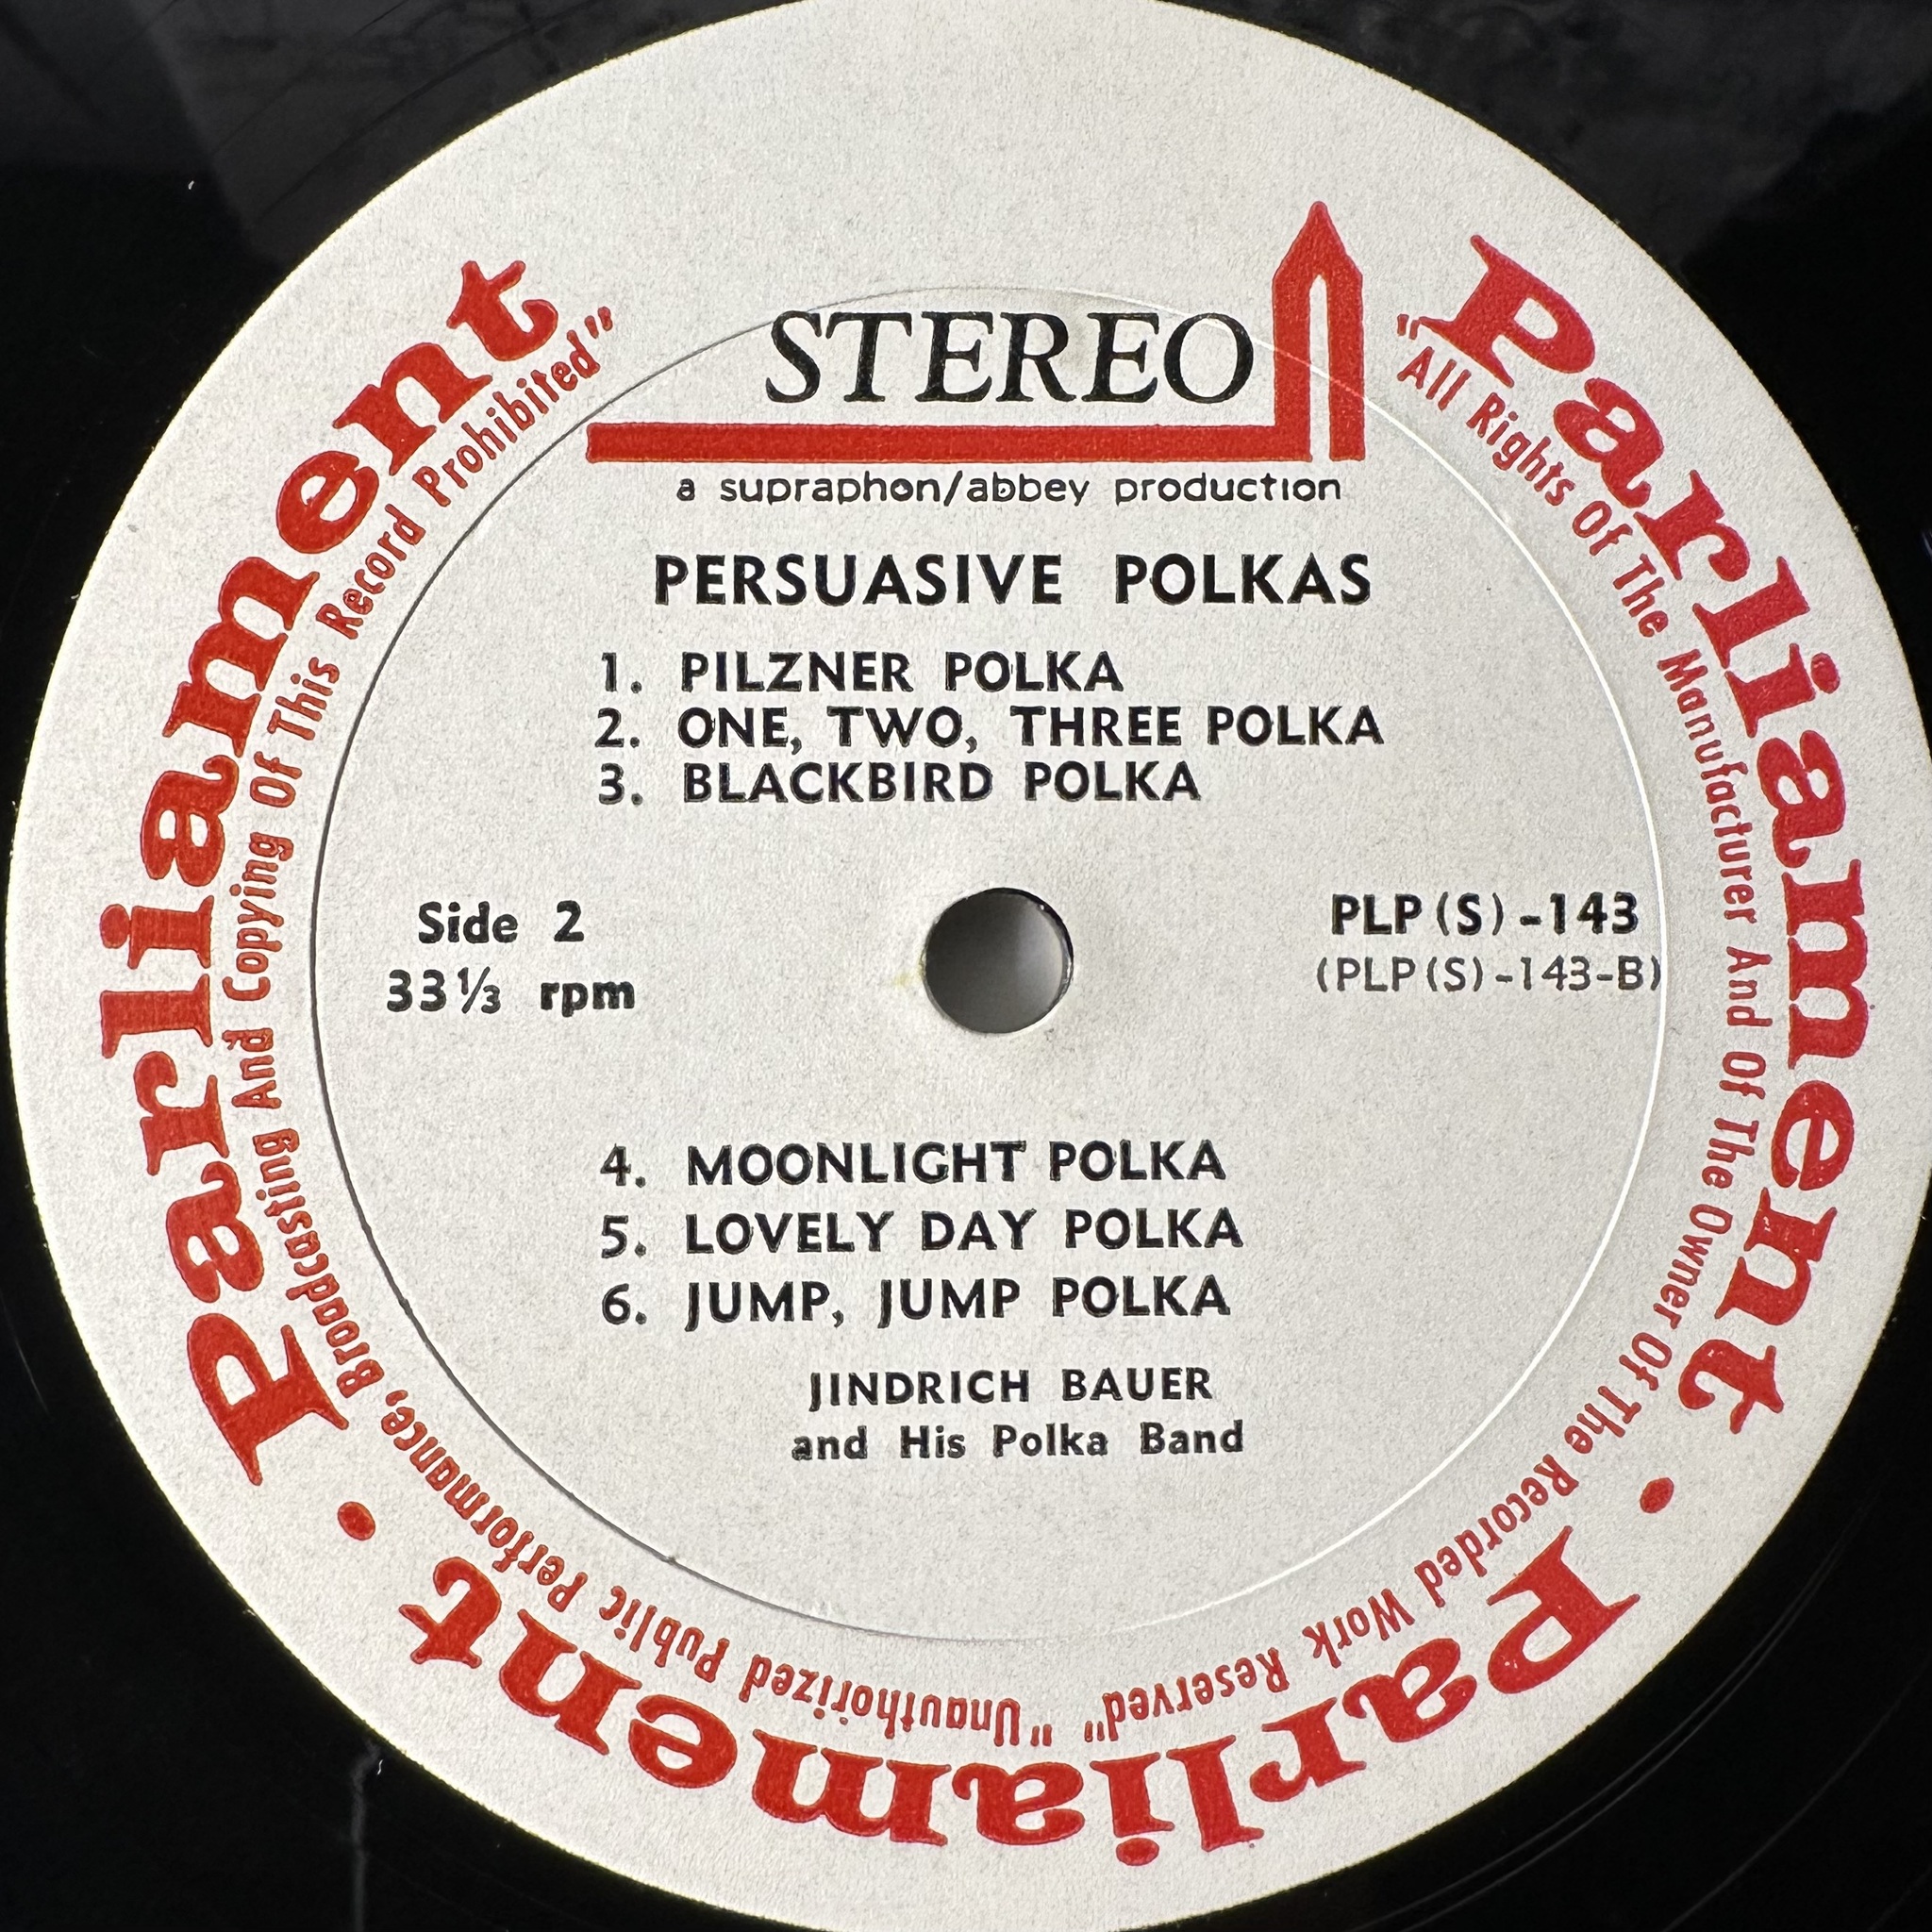 STEREO
a supraphon/abbey production
PERSUASIVE POLKAS
1. PILZNER POLKA
2. ONE, TWO, THREE POLKA
3. BLACKBIRD POLKA
Side 2
33⅓ rpm
PLP (S) -143
(PLP (S) -143-B)
4. MOONLIGHT POLKA
5. LOVELY DAY POLKA
6. JUMP, JUMP POLKA
JINDRICH BAUER
and His Polka Band
Parliament • Parliament • Parliament
"All Rights Of The Manufacturer And Of The Owner Of The Recorded Work Reserved" "Unauthorized Public Performance, Broadcasting And Copying Of This Record Prohibited"